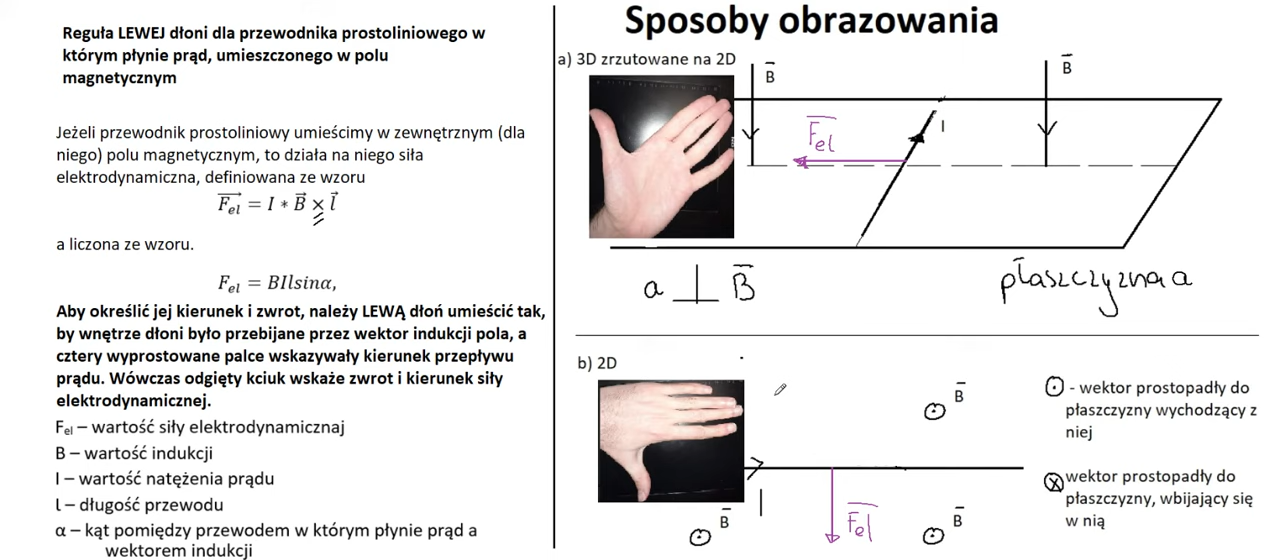 Reguła LEWEJ dłoni dla przewodnika prostoliniowego w
którym płynie prąd, umieszczonego w polu
magnetycznym
Jeżeli przewodnik prostoliniowy umieścimy w zewnętrznym (dla
niego) polu magnetycznym, to działa na niego siła
elektrodynamiczna, definiowana ze wzoru
F⃗el = I * B⃗ × l⃗
a liczona ze wzoru.
Fel = BIlsinα,
Aby określić jej kierunek i zwrot, należy LEWĄ dłoń umieścić tak,
by wnętrze dłoni było przebijane przez wektor indukcji pola, a
cztery wyprostowane palce wskazywały kierunek przepływu
prądu. Wówczas odgięty kciuk wskaże zwrot i kierunek siły
elektrodynamicznej.
Fel – wartość siły elektrodynamicznaj
B – wartość indukcji
I – wartość natężenia prądu
l – długość przewodu
α – kąt pomiędzy przewodem w którym płynie prąd a
wektorem indukcji
Sposoby obrazowania
a) 3D zrzutowane na 2D
B̅
B̅
F̅el
I
a ⊥ B̅
płaszczyzna a
b) 2D
B̅
I
F̅el
B̅
B̅
⊙ - wektor prostopadły do
płaszczyzny wychodzący z
niej
⊗ wektor prostopadły do
płaszczyzny, wbijający się
w nią